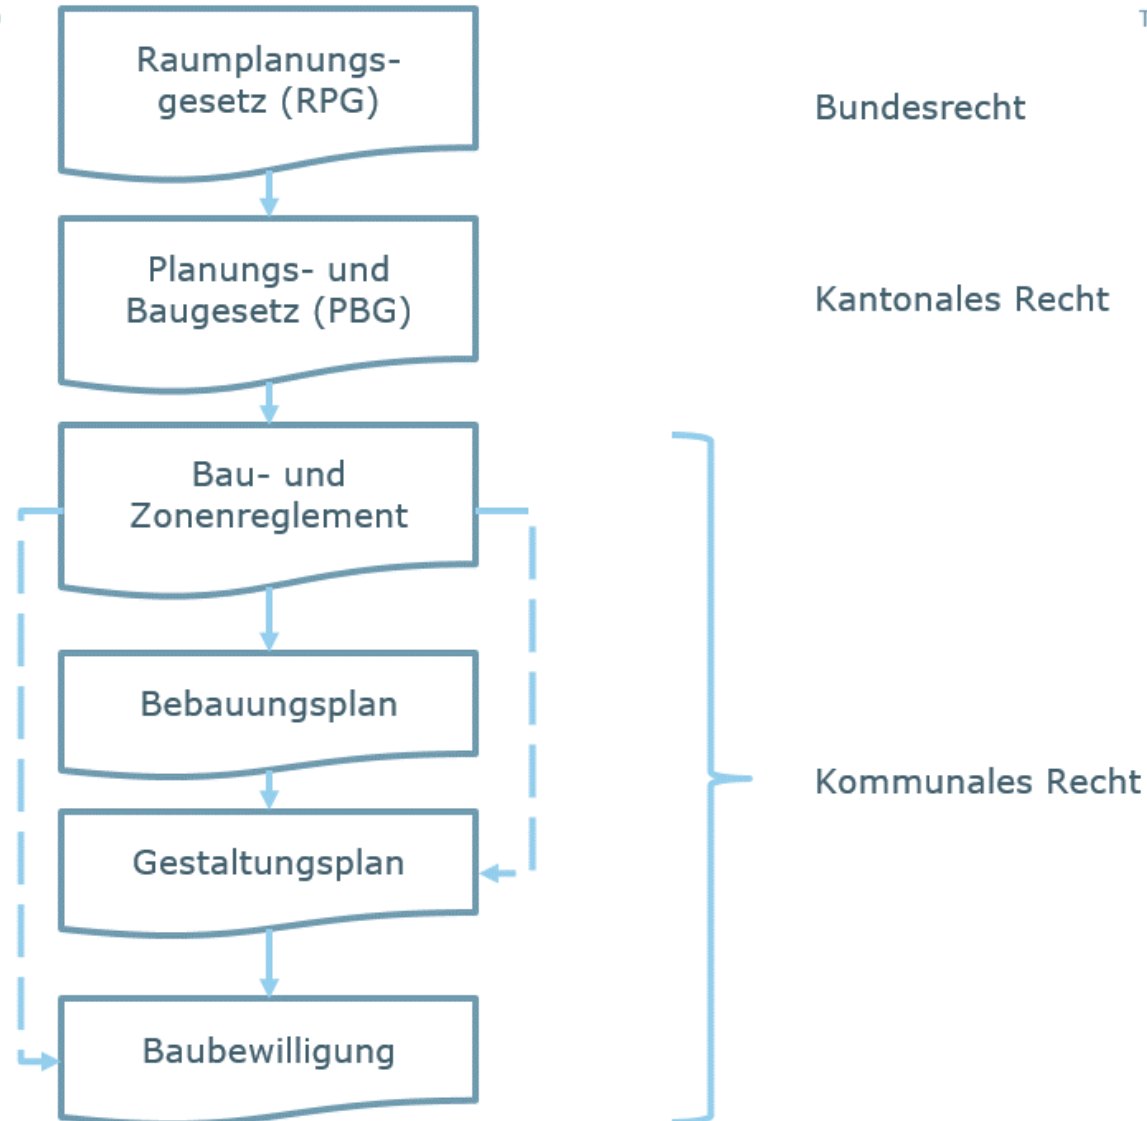 Raumplanungs-
gesetz (RPG)
Bundesrecht
Planungs- und
Baugesetz (PBG)
Kantonales Recht
Bau- und
Zonenreglement
Bebauungsplan
Kommunales Recht
Gestaltungsplan
Baubewilligung